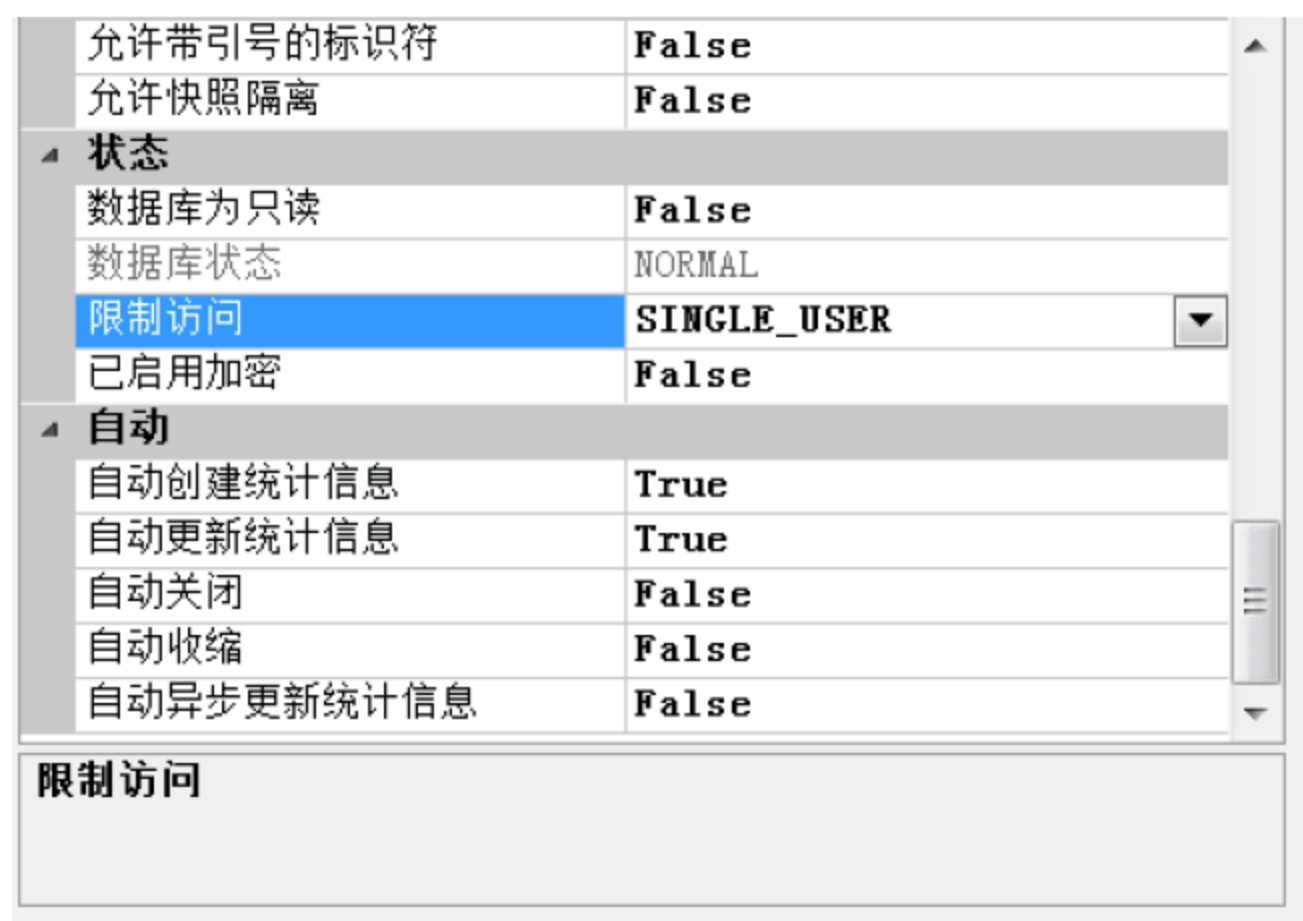 允许带引号的标识符 False
允许快照隔离 False
状态
数据库为只读 False
数据库状态 NORMAL
限制访问 SINGLE_USER
已启用加密 False
自动
自动创建统计信息 True
自动更新统计信息 True
自动关闭 False
自动收缩 False
自动异步更新统计信息 False
限制访问